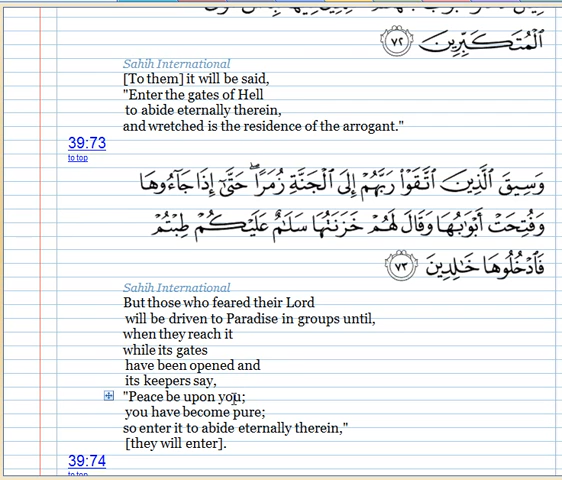 ٱلْمُتَكَبِّرِينَ ٧٢
Sahih International
[To them] it will be said,
"Enter the gates of Hell
to abide eternally therein,
and wretched is the residence of the arrogant."
39:73
to top
وَسِيقَ ٱلَّذِينَ ٱتَّقَوْا۟ رَبَّهُمْ إِلَى ٱلْجَنَّةِ زُمَرًا ۖ حَتَّىٰٓ إِذَا جَآءُوهَا
وَفُتِحَتْ أَبْوَٰبُهَا وَقَالَ لَهُمْ خَزَنَتُهَا سَلَٰمٌ عَلَيْكُمْ طِبْتُمْ
فَٱدْخُلُوهَا خَٰلِدِينَ ٧٣
Sahih International
But those who feared their Lord
will be driven to Paradise in groups until,
when they reach it
while its gates
have been opened and
its keepers say,
"Peace be upon you;
you have become pure;
so enter it to abide eternally therein,"
[they will enter].
39:74
to top